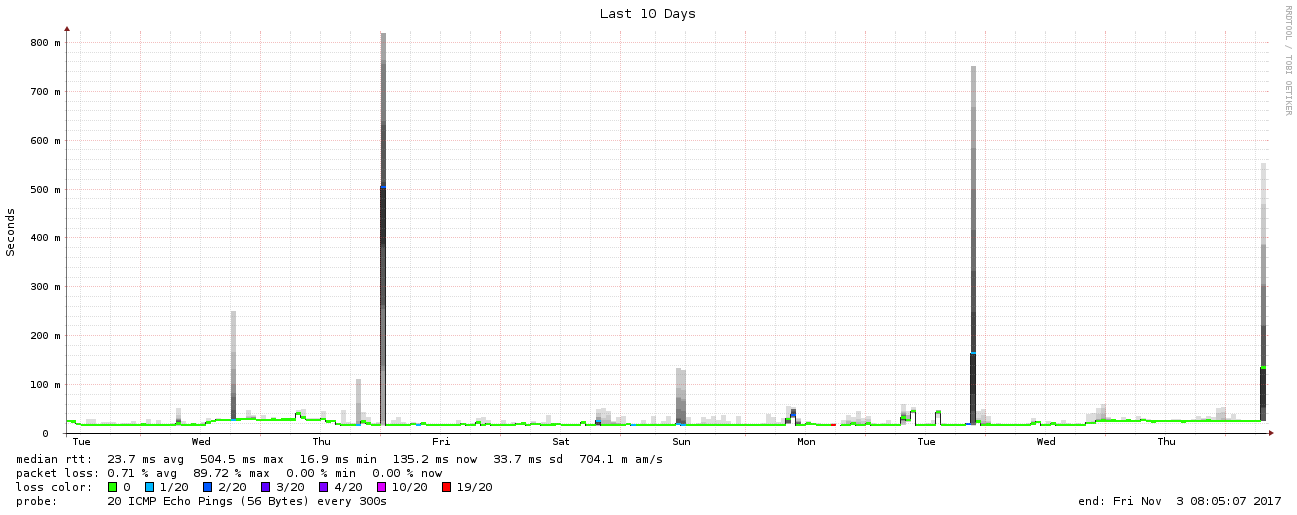 Last 10 Days
RRDTOOL / TOBI OETIKER
Seconds
800 m
700 m
600 m
500 m
400 m
300 m
200 m
100 m
0
Tue Wed Thu Fri Sat Sun Mon Tue Wed Thu
median rtt: 23.7 ms avg 504.5 ms max 16.9 ms min 135.2 ms now 33.7 ms sd 704.1 m am/s
packet loss: 0.71 % avg 89.72 % max 0.00 % min 0.00 % now
loss color: 0 1/20 2/20 3/20 4/20 10/20 19/20
probe: 20 ICMP Echo Pings (56 Bytes) every 300s end: Fri Nov 3 08:05:07 2017